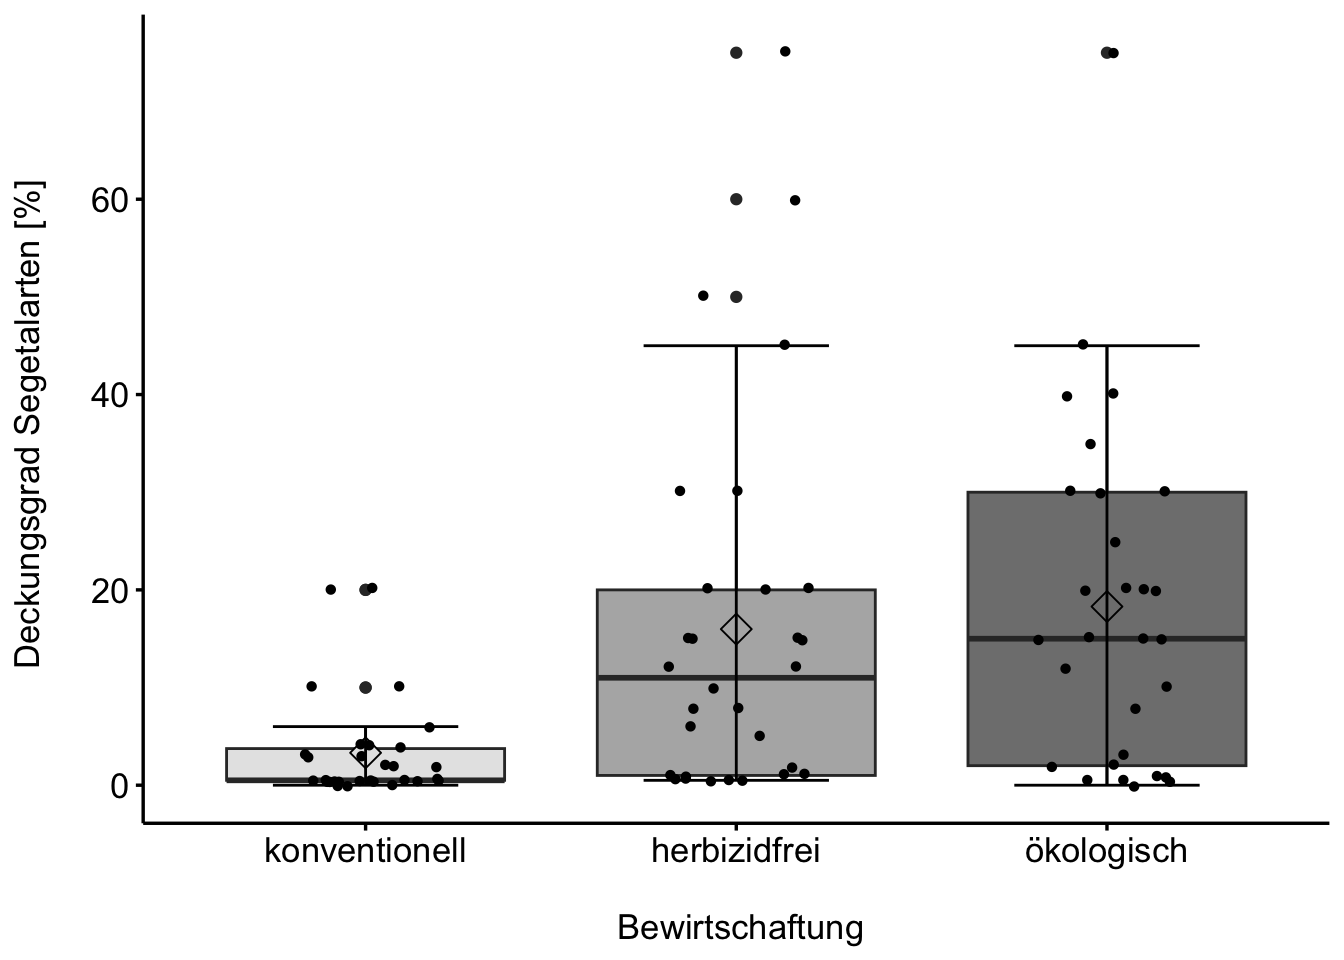 Deckungsgrad Segetalarten [%]
60
40
20
0
konventionell herbizidfrei ökologisch
Bewirtschaftung